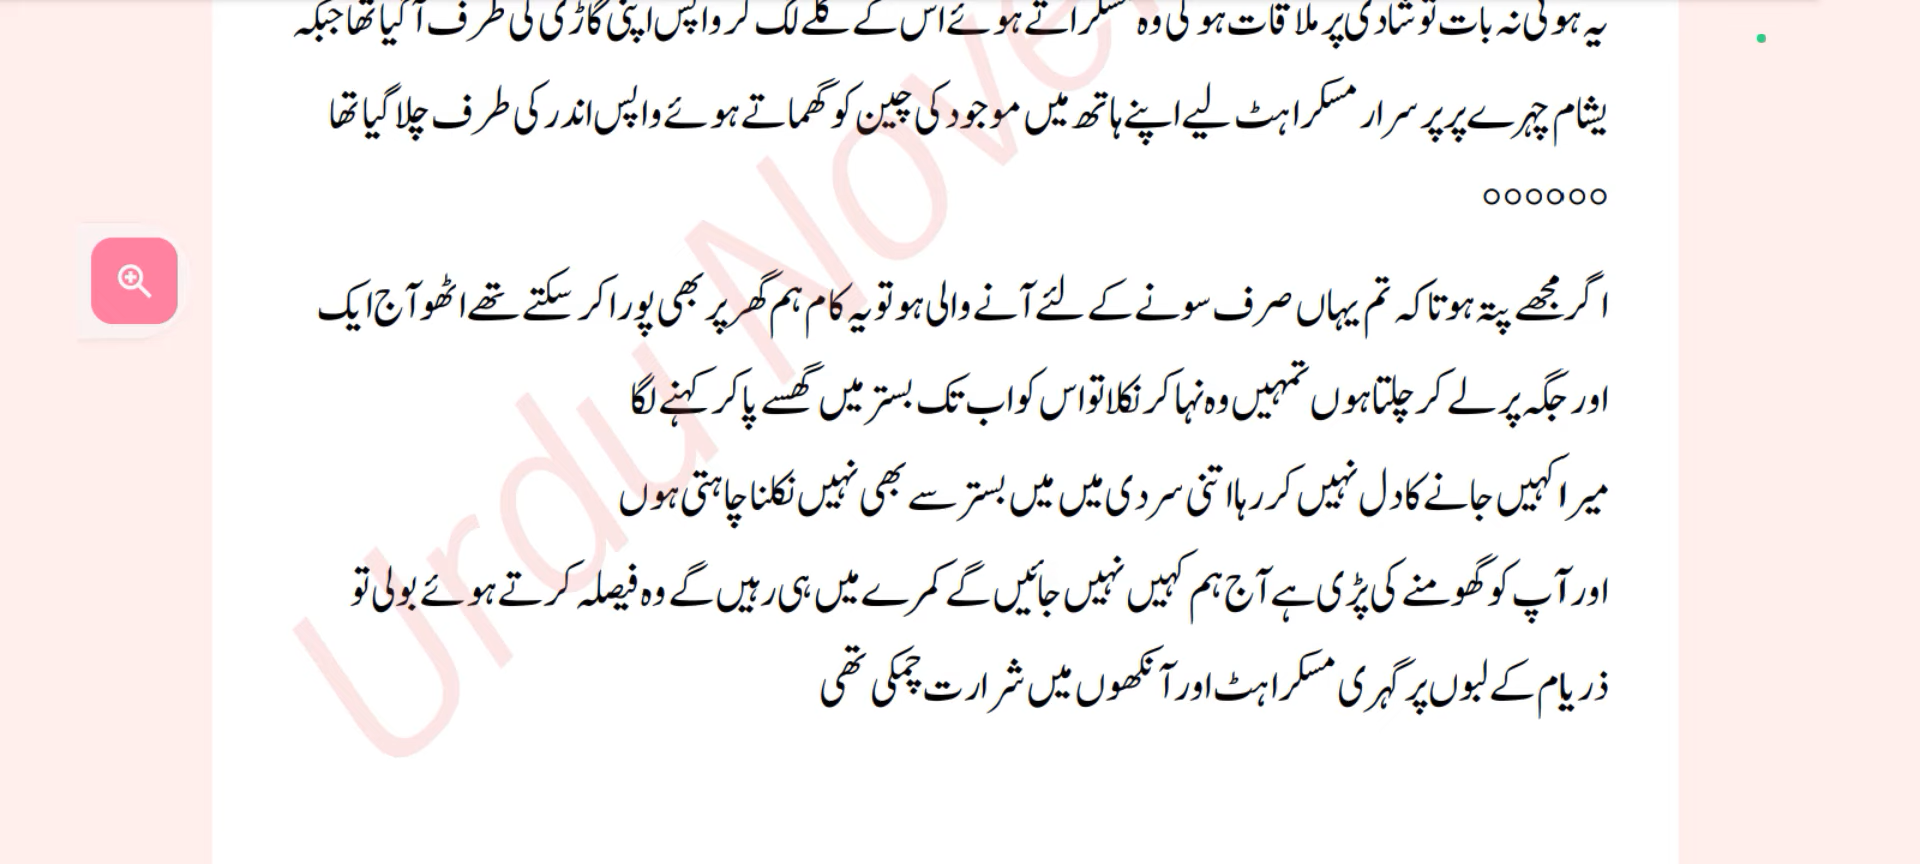 یہ ہوئی نہ بات تو شادی پر ملاقات ہو گی وہ مسکراتے ہوئے اس کے گلے لگ کر واپس اپنی گاڑی کی طرف آ گیا تھا جبکہ
یشام چہرے پر پر سرار مسکراہٹ لیے اپنے ہاتھ میں موجود کی چین کو گھماتے ہوئے واپس اندر کی طرف چلا گیا تھا
○○○○○○
اگر مجھے پتہ ہوتا کہ تم یہاں صرف سونے کے لئے آنے والی ہو تو یہ کام ہم گھر پر بھی پورا کر سکتے تھے اٹھو آج ایک
اور جگہ پر لے کر چلتا ہوں تمہیں وہ نہا کر نکلا تو اس کو اب تک بستر میں گھسے پا کر کہنے لگا
میرا کہیں جانے کا دل نہیں کر رہا اتنی سردی میں میں بستر سے بھی نہیں نکلنا چاہتی ہوں
اور آپ کو گھومنے کی پڑی ہے آج ہم کہیں نہیں جائیں گے کمرے میں ہی رہیں گے وہ فیصلہ کرتے ہوئے بولی تو
ذریام کے لبوں پر گہری مسکراہٹ اور آنکھوں میں شرارت چمکی تھی
Urdu Nove